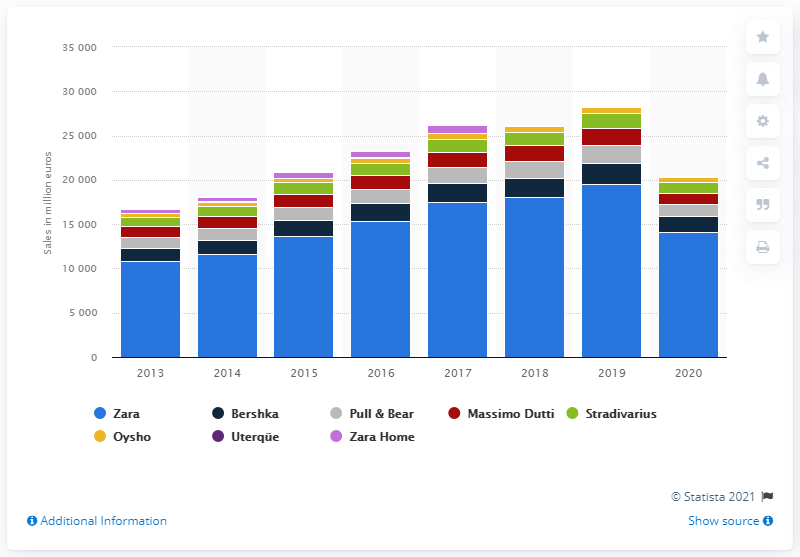 35 000
30 000
25 000
20 000
15 000
10 000
5 000
0
Sales in million euros
2013 2014 2015 2016 2017 2018 2019 2020
Zara Bershka Pull & Bear Massimo Dutti Stradivarius
Oysho Uterqüe Zara Home
© Statista 2021
Additional Information Show source